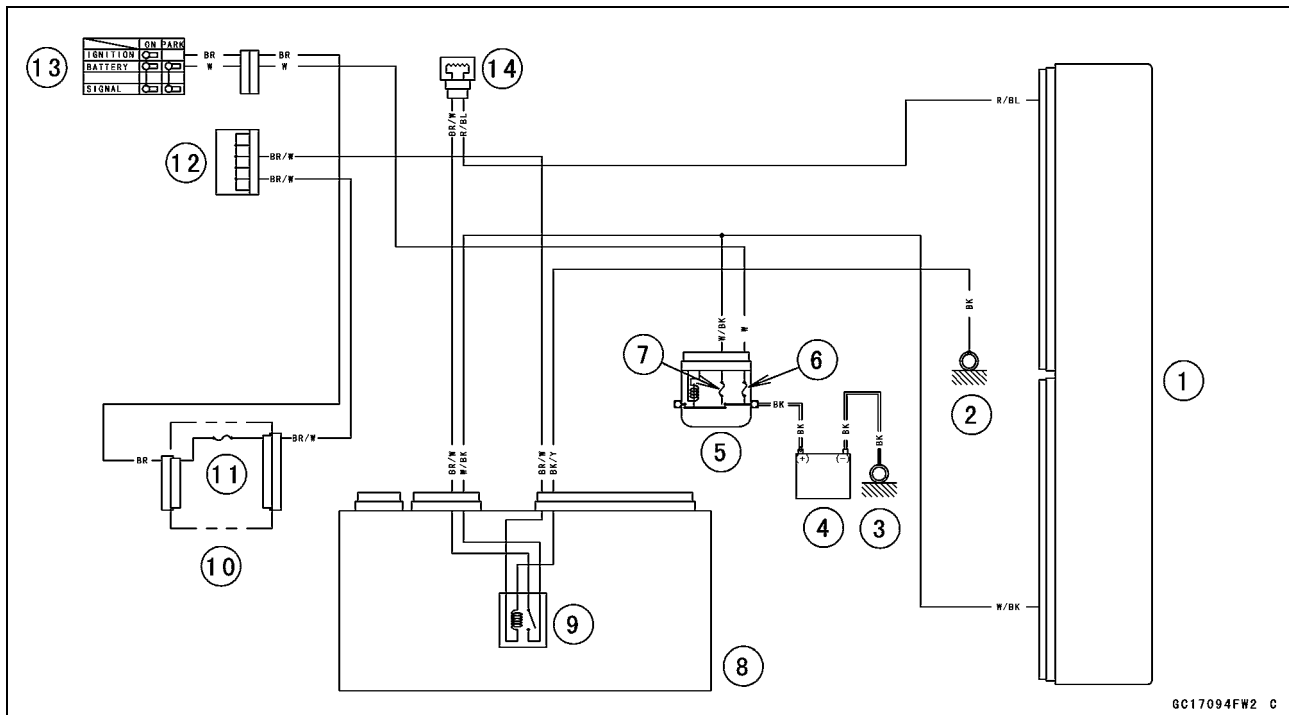 13
ON PARK
IGNITION
BATTERY
SIGNAL
BR
W
BR
W
14
BR/W
R/BL
R/BL
12
BR/W
BR/W
1
BK
2
W/BK
W
7
6
5
BK
BK
BK
BK
(+)
(-)
4
3
BR
BR/W
11
10
BR/W
W/BK
BR/W
BK/Y
9
8
W/BK
GC17094FW2 C